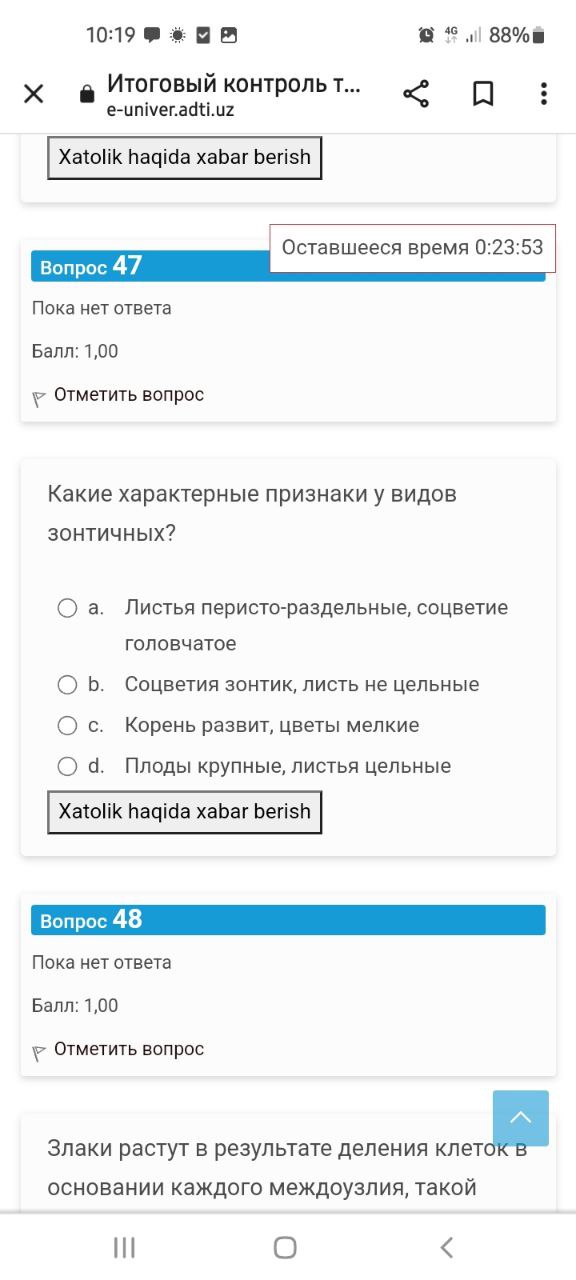 10:19
4G
88%
Итоговый контроль т...
e-univer.adti.uz
Xatolik haqida xabar berish
Оставшееся время 0:23:53
Вопрос 47
Пока нет ответа
Балл: 1,00
Отметить вопрос
Какие характерные признаки у видов
зонтичных?
a. Листья перисто-раздельные, соцветие
головчатое
b. Соцветия зонтик, листь не цельные
c. Корень развит, цветы мелкие
d. Плоды крупные, листья цельные
Xatolik haqida xabar berish
Вопрос 48
Пока нет ответа
Балл: 1,00
Отметить вопрос
Злаки растут в результате деления клеток в
основании каждого междоузлия, такой